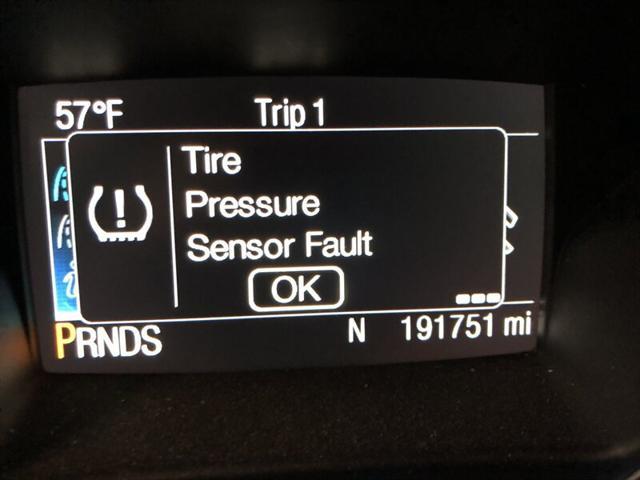 57°F Trip 1
Tire
Pressure
Sensor Fault
OK
PRNDS N 191751 mi